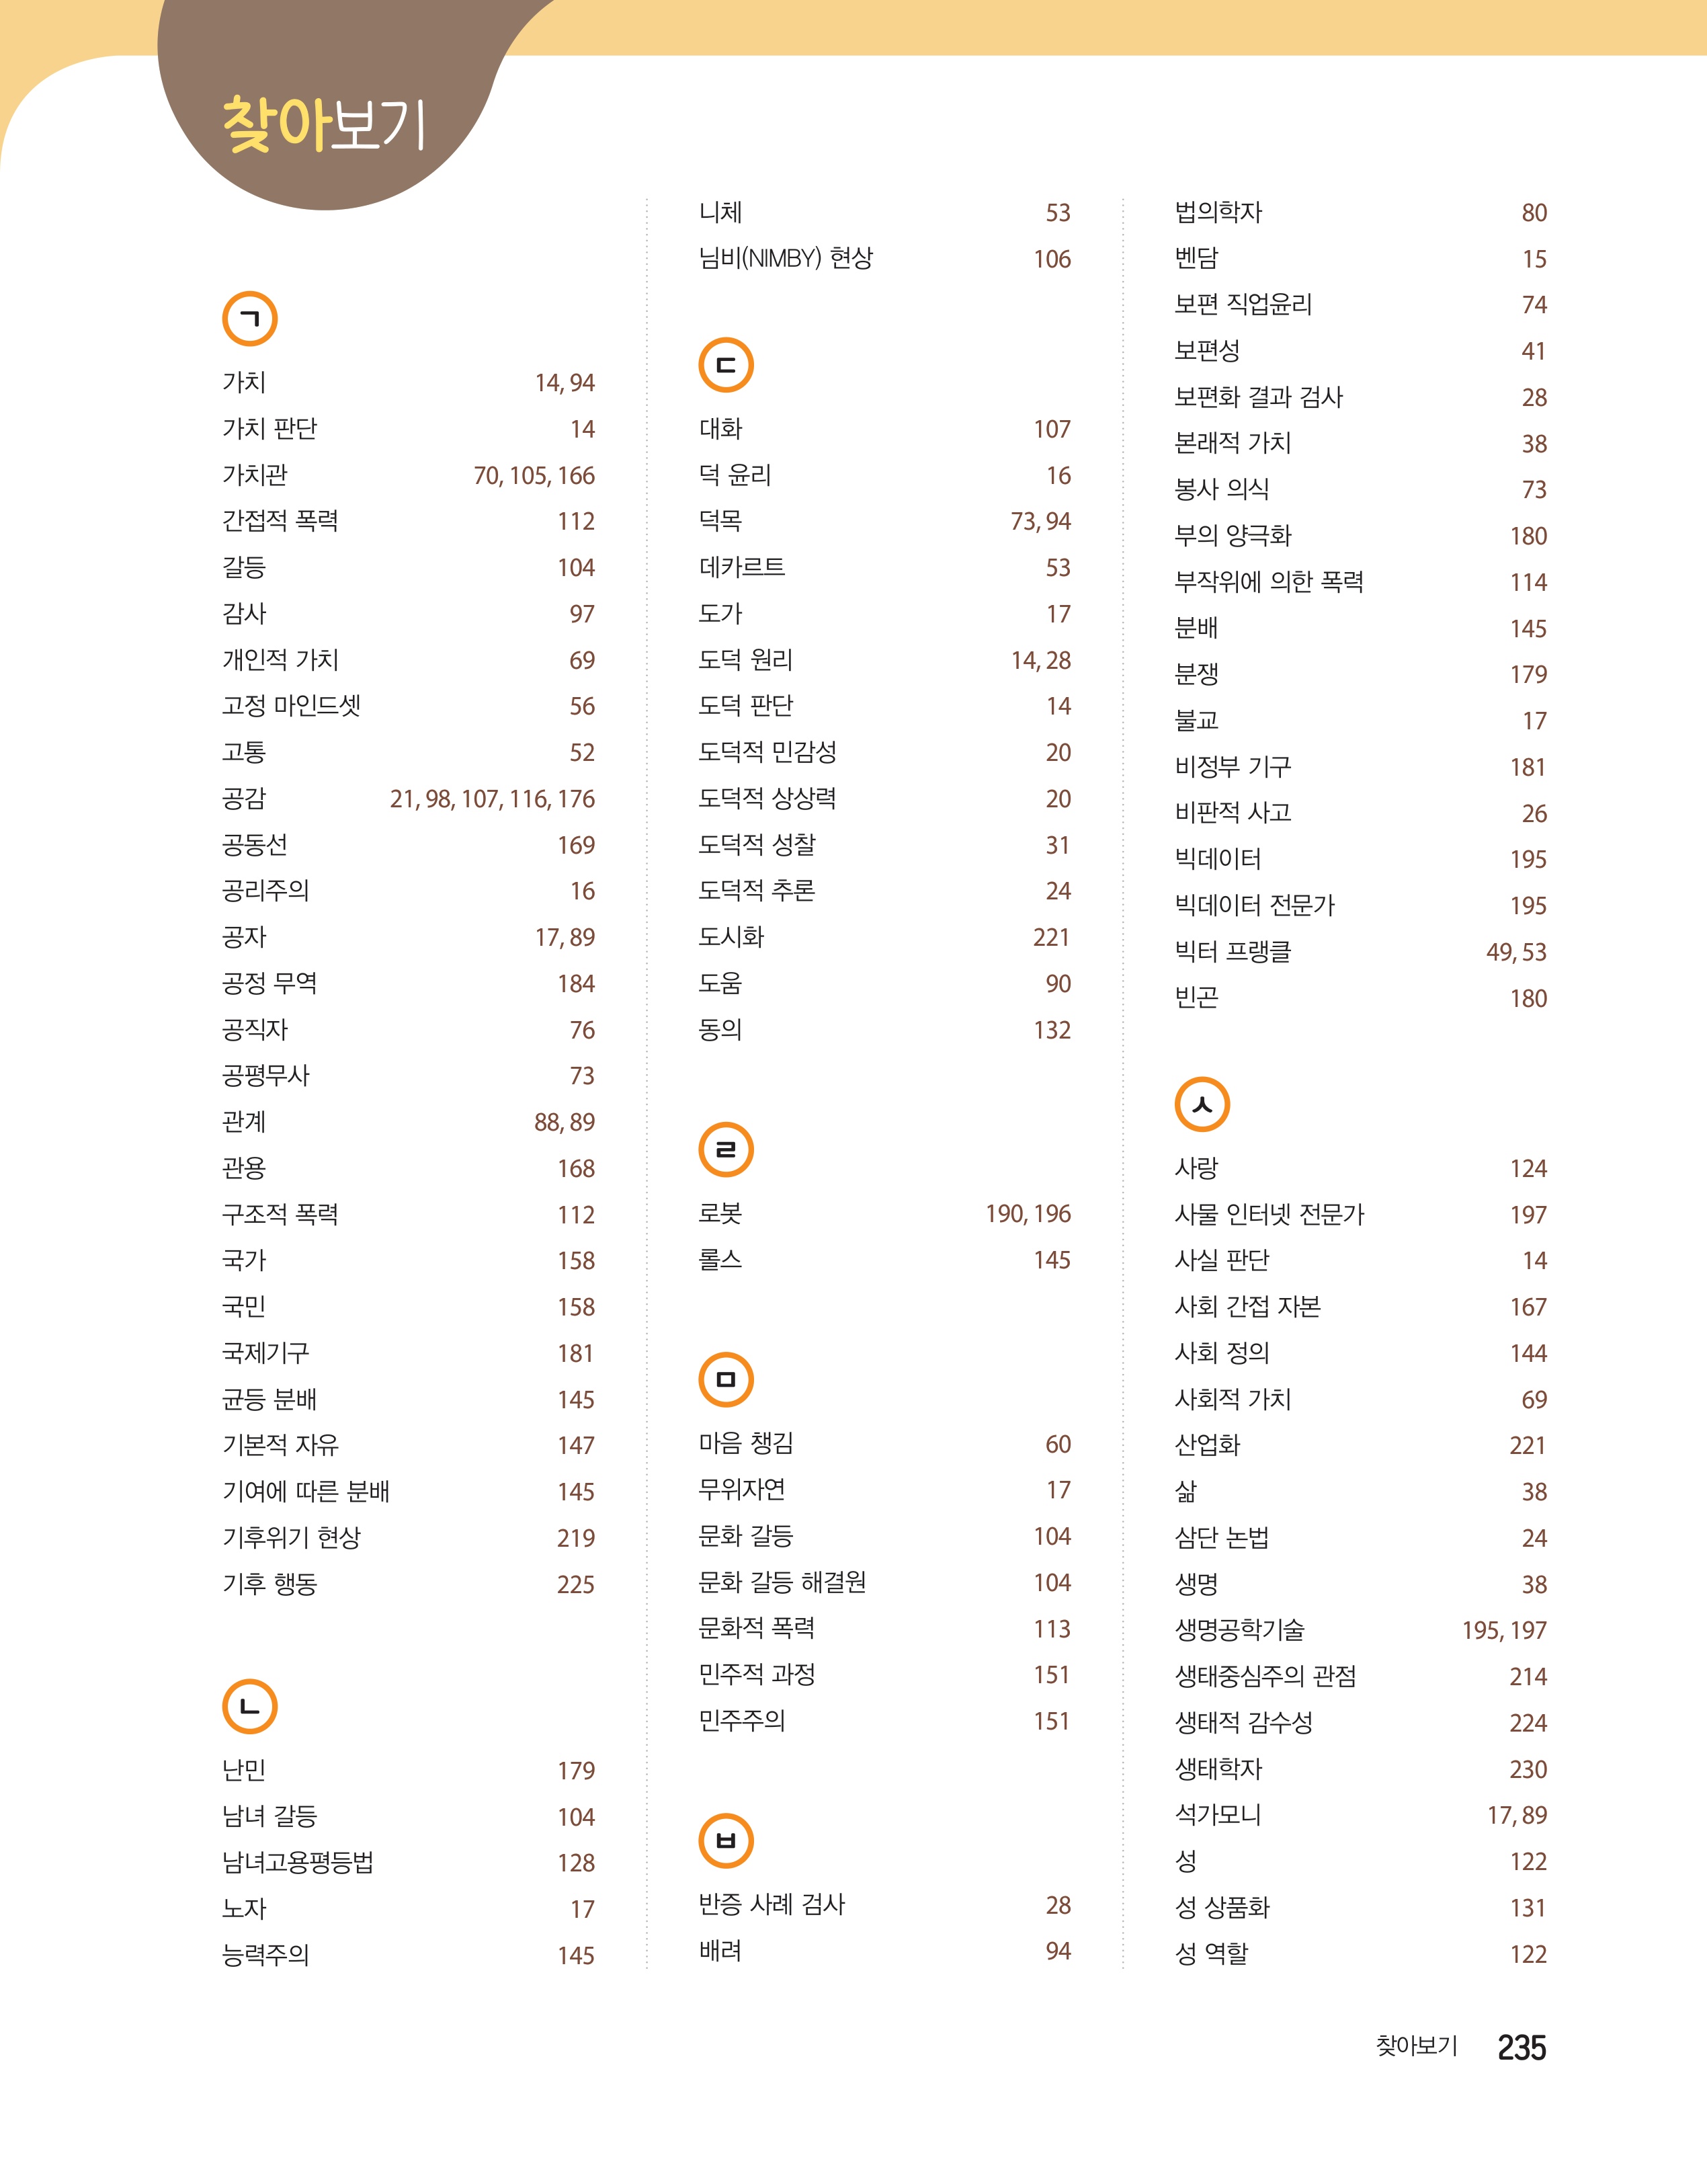 찾아보기
ㄱ
가치 14, 94
가치 판단 14
가치관 70, 105, 166
간접적 폭력 112
갈등 104
감사 97
개인적 가치 69
고정 마인드셋 56
고통 52
공감 21, 98, 107, 116, 176
공동선 169
공리주의 16
공자 17, 89
공정 무역 184
공직자 76
공평무사 73
관계 88, 89
관용 168
구조적 폭력 112
국가 158
국민 158
국제기구 181
균등 분배 145
기본적 자유 147
기여에 따른 분배 145
기후위기 현상 219
기후 행동 225
ㄴ
난민 179
남녀 갈등 104
남녀고용평등법 128
노자 17
능력주의 145
니체 53
님비(NIMBY) 현상 106
ㄷ
대화 107
덕 윤리 16
덕목 73, 94
데카르트 53
도가 17
도덕 원리 14, 28
도덕 판단 14
도덕적 민감성 20
도덕적 상상력 20
도덕적 성찰 31
도덕적 추론 24
도시화 221
도움 90
동의 132
ㄹ
로봇 190, 196
롤스 145
ㅁ
마음 챙김 60
무위자연 17
문화 갈등 104
문화 갈등 해결원 104
문화적 폭력 113
민주적 과정 151
민주주의 151
ㅂ
반증 사례 검사 28
배려 94
법의학자 80
벤담 15
보편 직업윤리 74
보편성 41
보편화 결과 검사 28
본래적 가치 38
봉사 의식 73
부의 양극화 180
부작위에 의한 폭력 114
분배 145
분쟁 179
불교 17
비정부 기구 181
비판적 사고 26
빅데이터 195
빅데이터 전문가 195
빅터 프랭클 49, 53
빈곤 180
ㅅ
사랑 124
사물 인터넷 전문가 197
사실 판단 14
사회 간접 자본 167
사회 정의 144
사회적 가치 69
산업화 221
삶 38
삼단 논법 24
생명 38
생명공학기술 195, 197
생태중심주의 관점 214
생태적 감수성 224
생태학자 230
석가모니 17, 89
성 122
성 상품화 131
성 역할 122
찾아보기 235